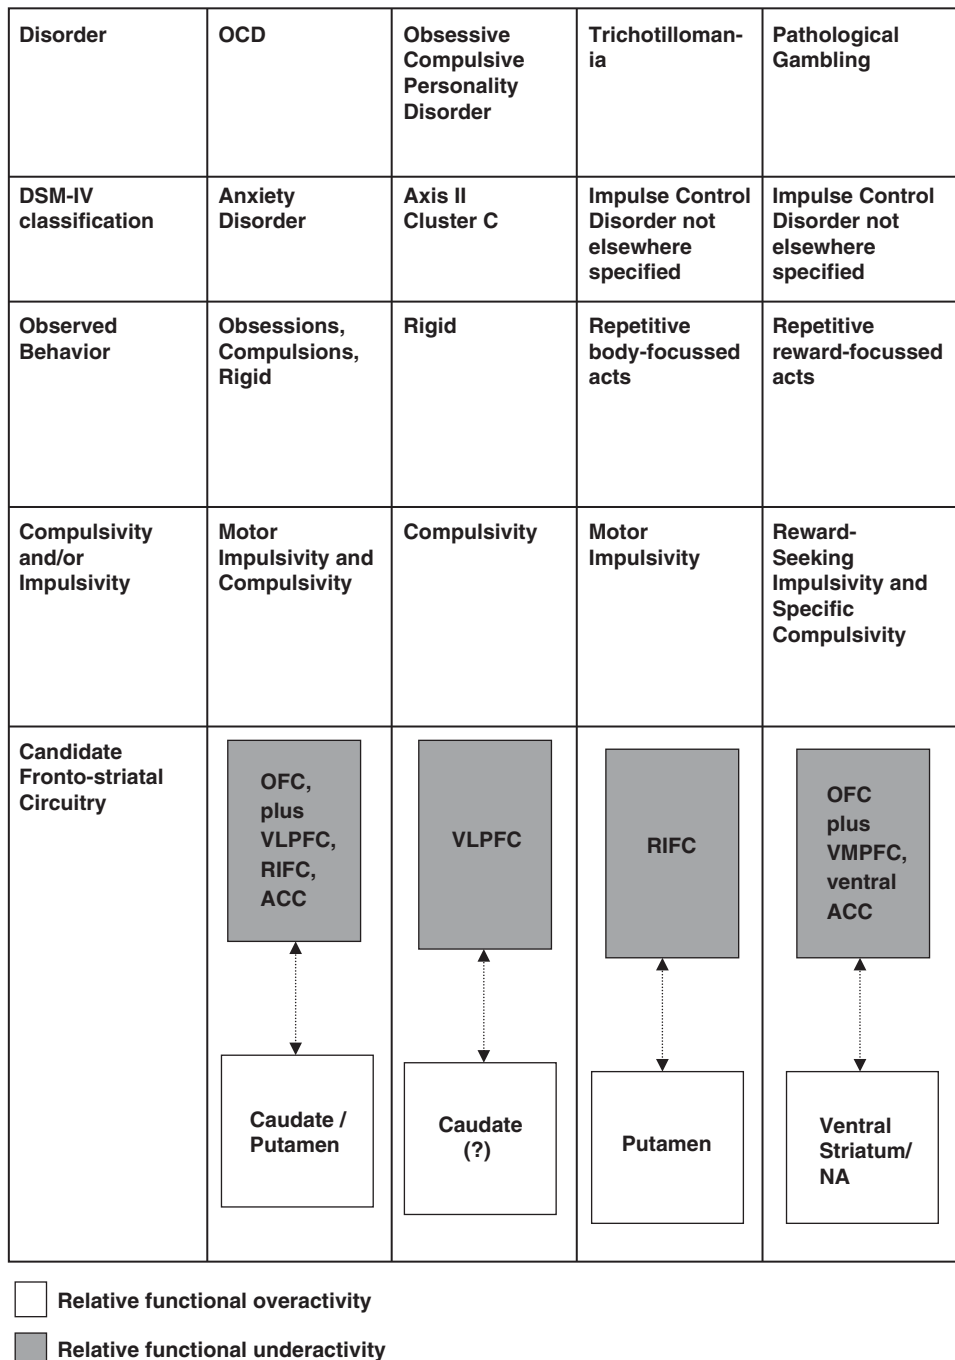 Disorder
OCD
Obsessive
Compulsive
Personality
Disorder
Trichotilloman-
ia
Pathological
Gambling
DSM-IV
classification
Anxiety
Disorder
Axis II
Cluster C
Impulse Control
Disorder not
elsewhere
specified
Impulse Control
Disorder not
elsewhere
specified
Observed
Behavior
Obsessions,
Compulsions,
Rigid
Rigid
Repetitive
body-focussed
acts
Repetitive
reward-focussed
acts
Compulsivity
and/or
Impulsivity
Motor
Impulsivity and
Compulsivity
Compulsivity
Motor
Impulsivity
Reward-
Seeking
Impulsivity and
Specific
Compulsivity
Candidate
Fronto-striatal
Circuitry
OFC,
plus
VLPFC,
RIFC,
ACC
VLPFC
RIFC
OFC
plus
VMPFC,
ventral
ACC
Caudate /
Putamen
Caudate
(?)
Putamen
Ventral
Striatum/
NA
Relative functional overactivity
Relative functional underactivity